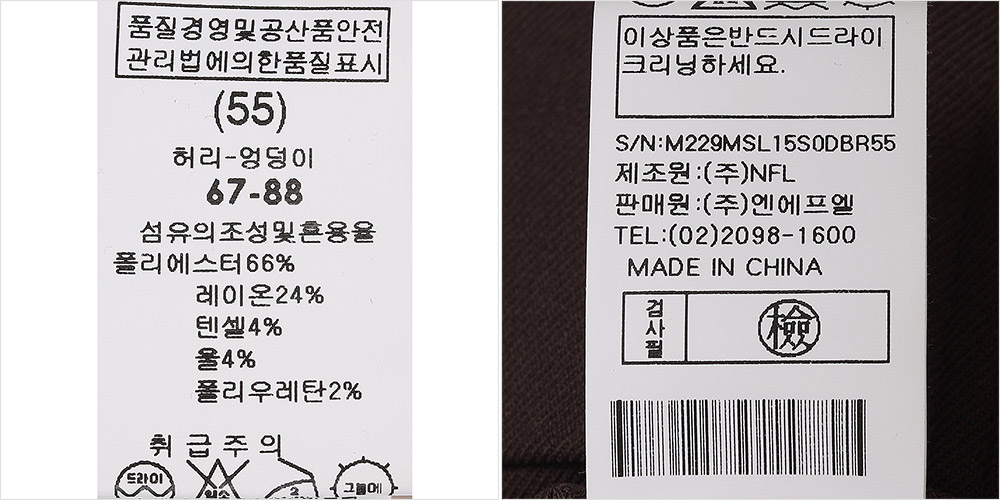 품질경영및공산품안전
관리법에의한품질표시
(55)
허리-엉덩이
67-88
섬유의조성및혼용율
폴리에스터66%
레이온24%
텐셀4%
울4%
폴리우레탄2%
취급주의
드라이
염소
2
그늘에
이상품은반드시드라이
크리닝하세요.
S/N:M229MSL15S0DBR55
제조원:(주)NFL
판매원:(주)엔에프엘
TEL:(02)2098-1600
MADE IN CHINA
검사필
檢